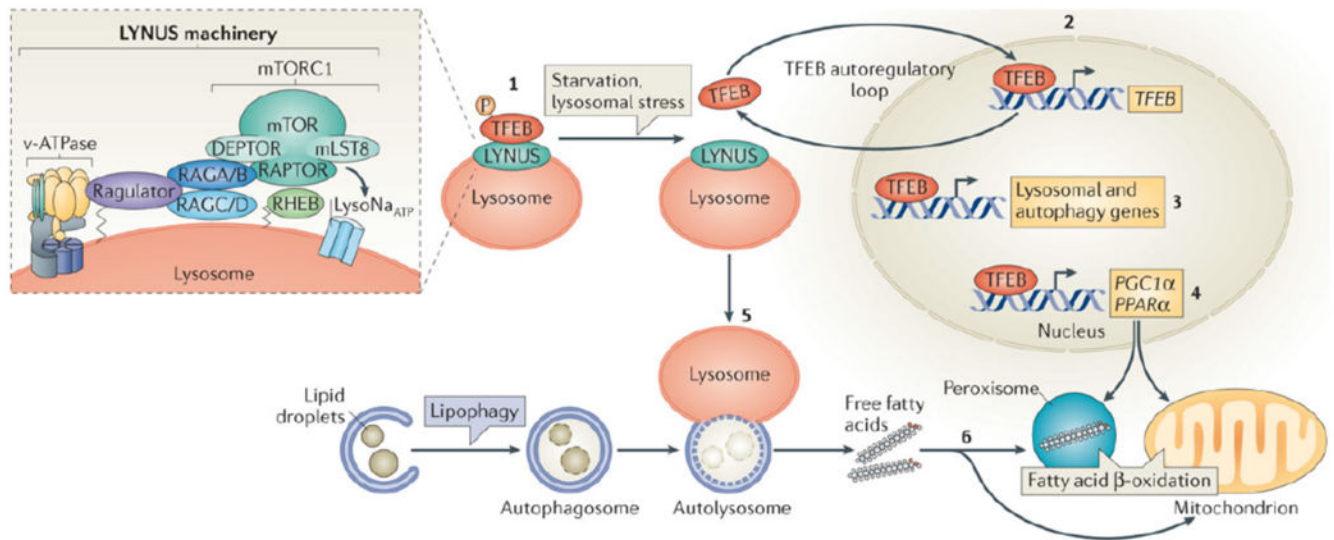 LYNUS machinery
mTORC1
mTOR
DEPTOR
mLST8
v-ATPase
RAGA/B
RAPTOR
Ragulator
RAGC/D
RHEB
LysoNaATP
Lysosome
1
P
TFEB
LYNUS
Lysosome
Starvation,
lysosomal stress
TFEB
LYNUS
Lysosome
TFEB autoregulatory
loop
2
TFEB
TFEB
TFEB
Lysosomal and
autophagy genes
3
TFEB
PGC1α
PPARα
4
Nucleus
5
Lysosome
Lipid
droplets
Lipophagy
Autophagosome
Autolysosome
Free fatty
acids
6
Peroxisome
Fatty acid β-oxidation
Mitochondrion